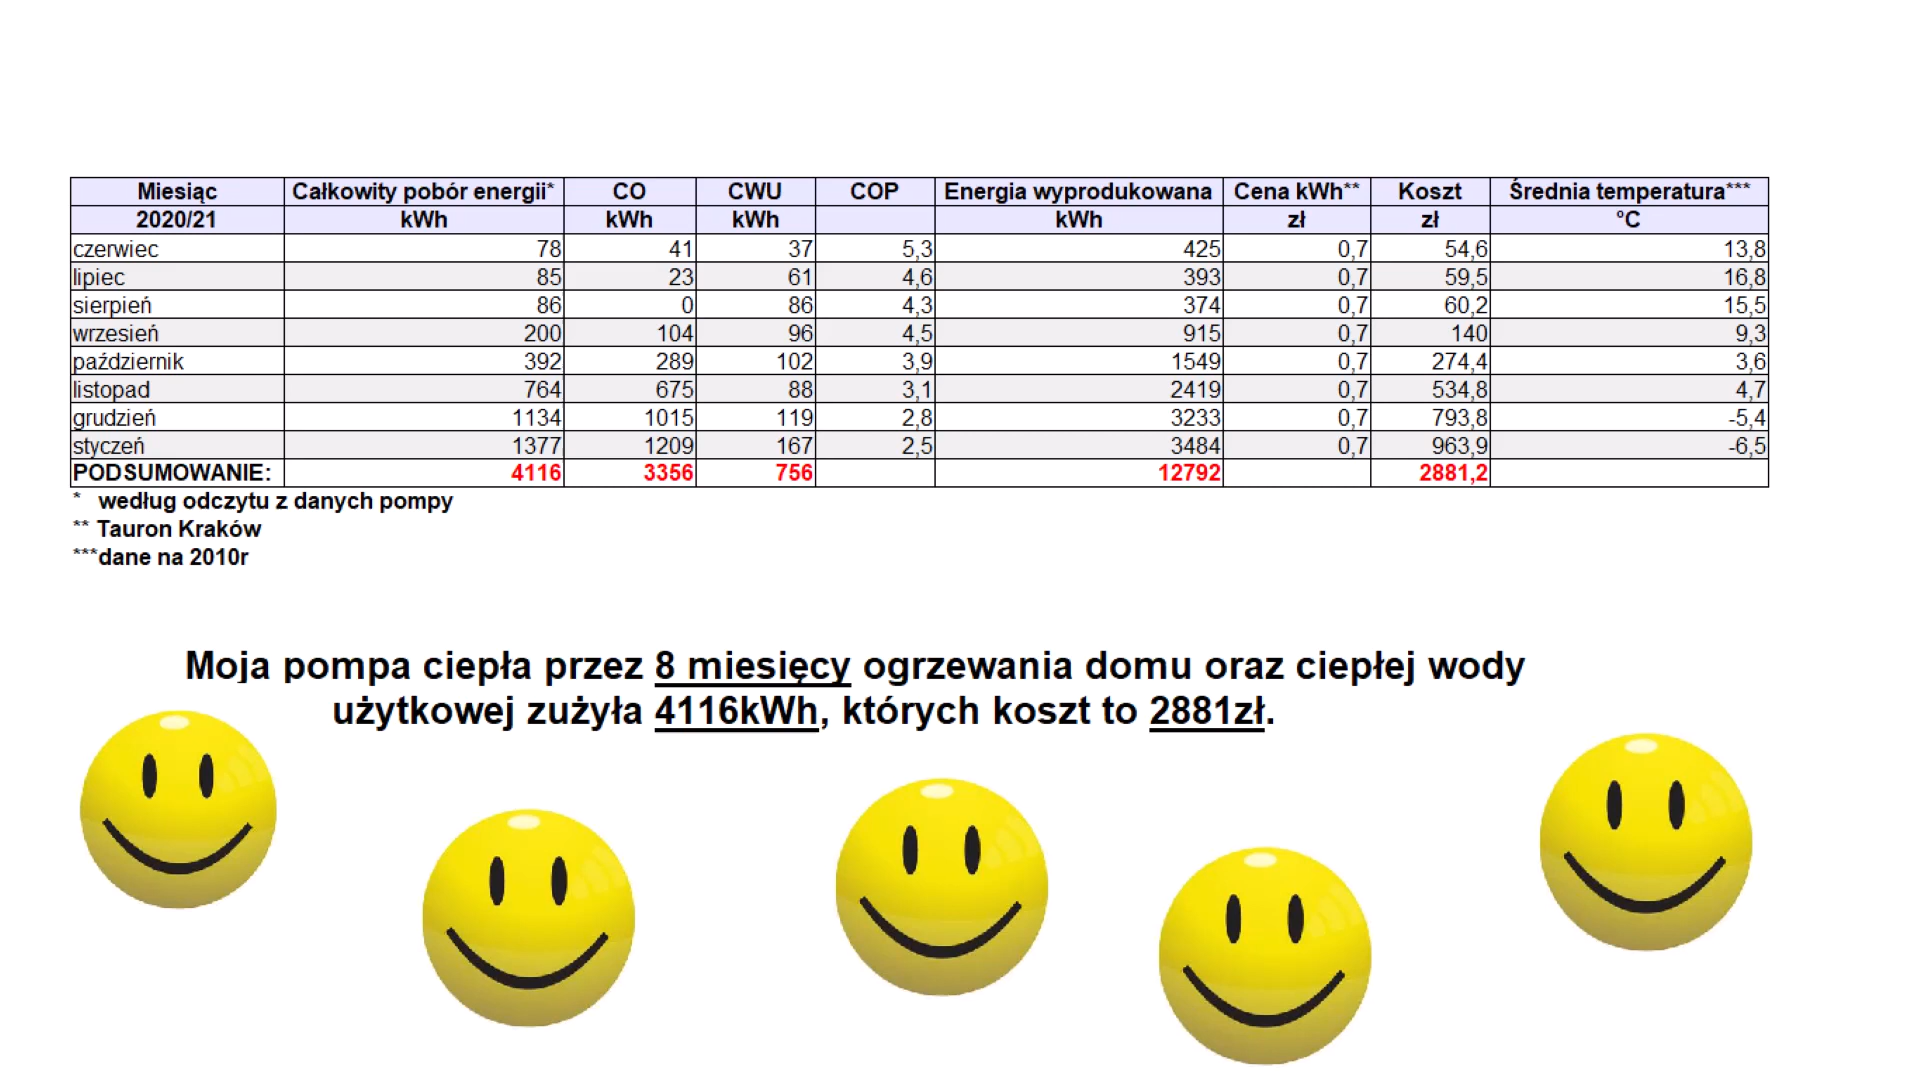 Miesiąc Całkowity pobór energii* CO CWU COP Energia wyprodukowana Cena kWh** Koszt Średnia temperatura***
2020/21 kWh kWh kWh kWh zł zł °C
czerwiec 78 41 37 5,3 425 0,7 54,6 13,8
lipiec 85 23 61 4,6 393 0,7 59,5 16,8
sierpień 86 0 86 4,3 374 0,7 60,2 15,5
wrzesień 200 104 96 4,5 915 0,7 140 9,3
październik 392 289 102 3,9 1549 0,7 274,4 3,6
listopad 764 675 88 3,1 2419 0,7 534,8 4,7
grudzień 1134 1015 119 2,8 3233 0,7 793,8 -5,4
styczeń 1377 1209 167 2,5 3484 0,7 963,9 -6,5
PODSUMOWANIE: 4116 3356 756 12792 2881,2
* według odczytu z danych pompy
** Tauron Kraków
***dane na 2010r
Moja pompa ciepła przez 8 miesięcy ogrzewania domu oraz ciepłej wody
użytkowej zużyła 4116kWh, których koszt to 2881zł.